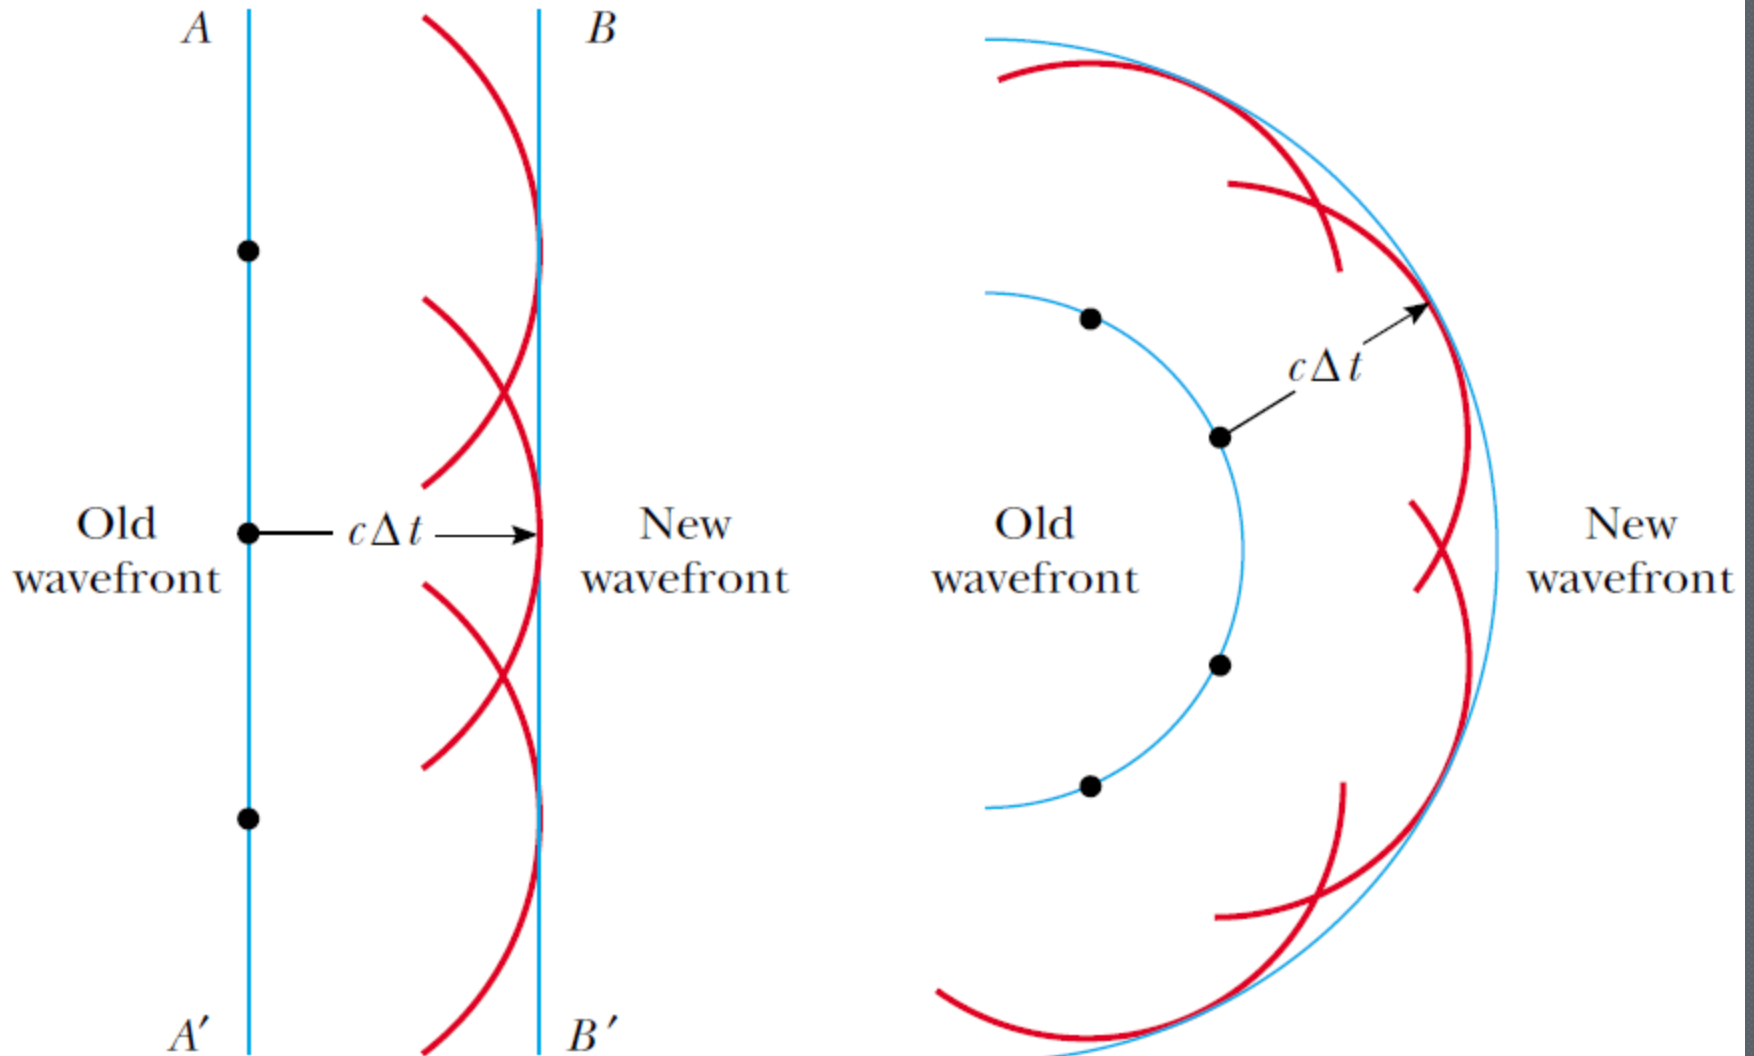 A
B
cΔt
Old
wavefront
cΔt
New
wavefront
Old
wavefront
New
wavefront
A′
B′